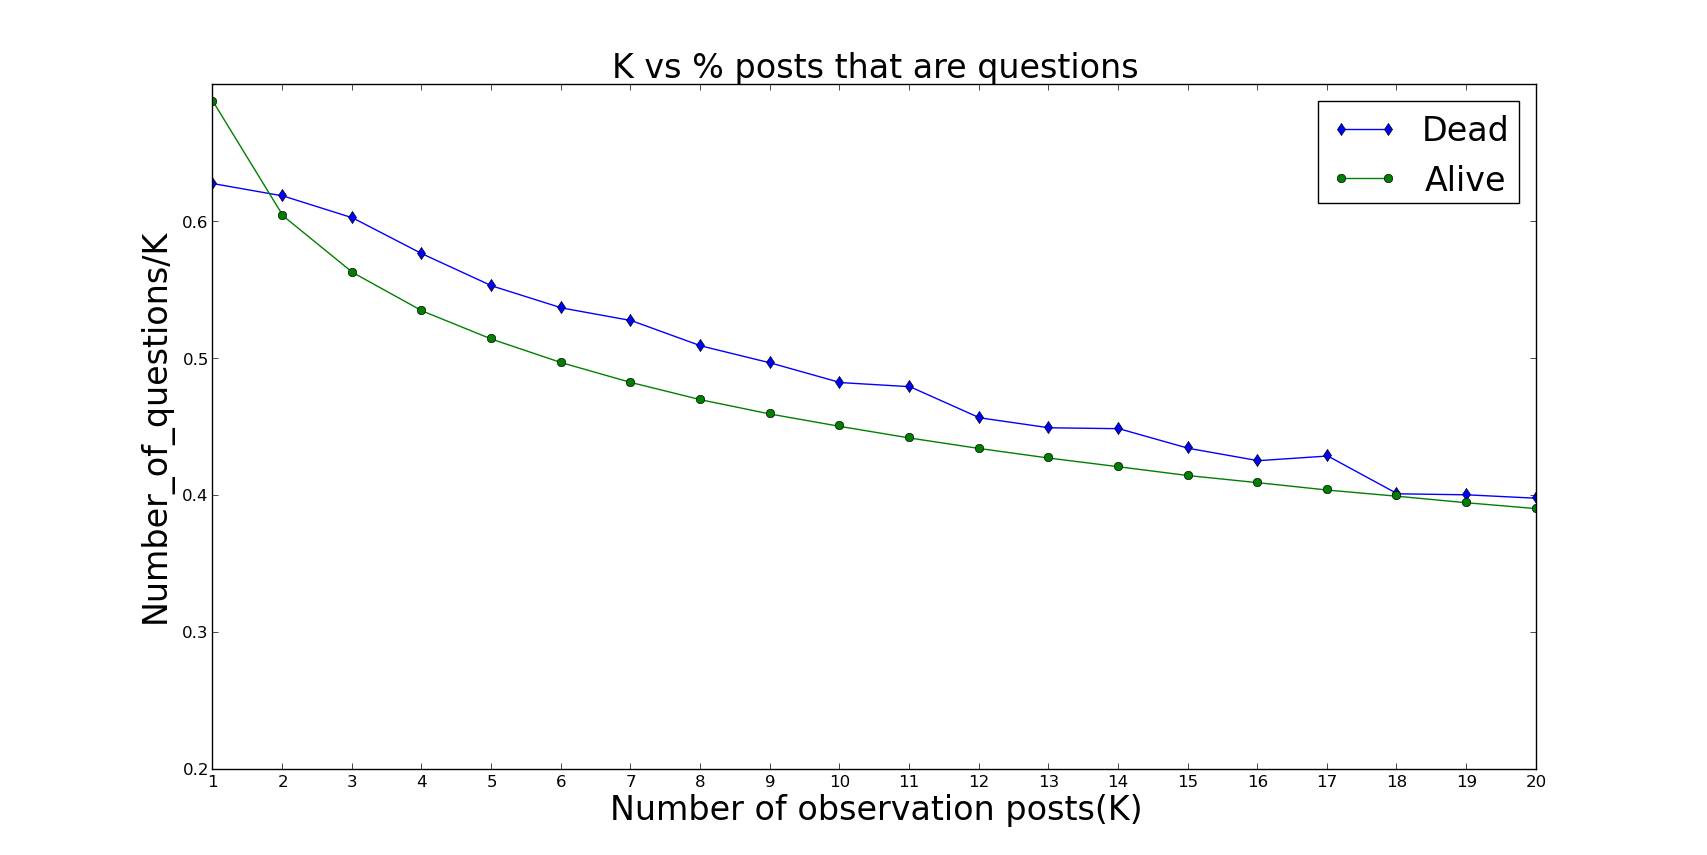 K vs % posts that are questions
Dead
Alive
Number_of_questions/K
0.6
0.5
0.4
0.3
0.2
1 2 3 4 5 6 7 8 9 10 11 12 13 14 15 16 17 18 19 20
Number of observation posts(K)